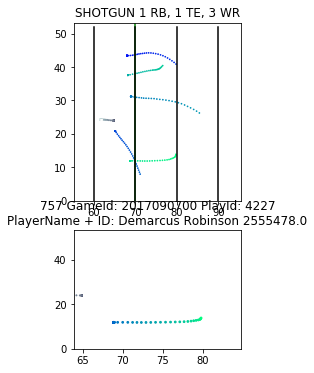 SHOTGUN 1 RB, 1 TE, 3 WR
50
40
30
20
10
0
60 70 80 90
757 GameId: 2017090700 PlayId: 4227
PlayerName + ID: Demarcus Robinson 2555478.0
40
20
0
65 70 75 80